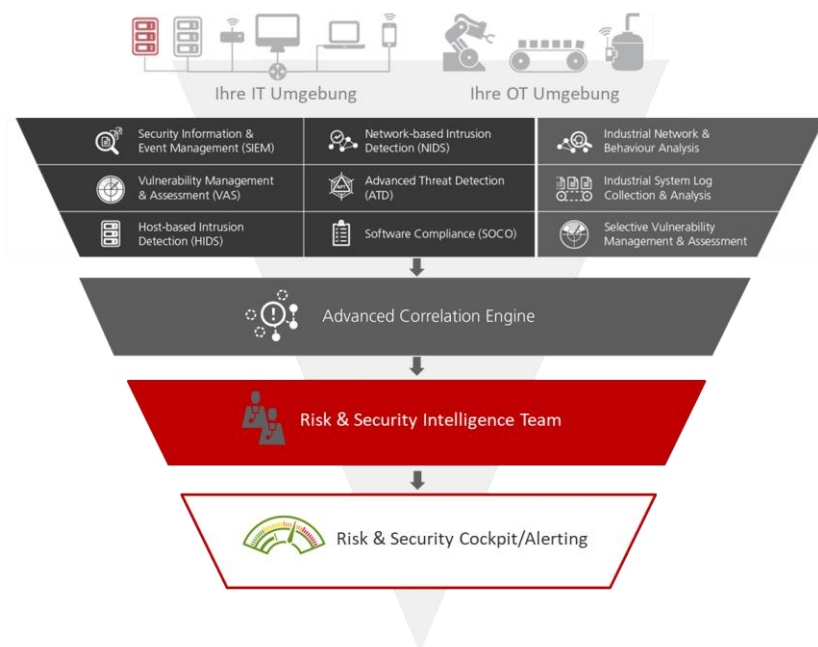 Ihre IT Umgebung
Ihre OT Umgebung
Security Information &
Event Management (SIEM)
Network-based Intrusion
Detection (NIDS)
Industrial Network &
Behaviour Analysis
Vulnerability Management
& Assessment (VAS)
Advanced Threat Detection
(ATD)
Industrial System Log
Collection & Analysis
Host-based Intrusion
Detection (HIDS)
Software Compliance (SOCO)
Selective Vulnerability
Management & Assessment
Advanced Correlation Engine
Risk & Security Intelligence Team
Risk & Security Cockpit/Alerting